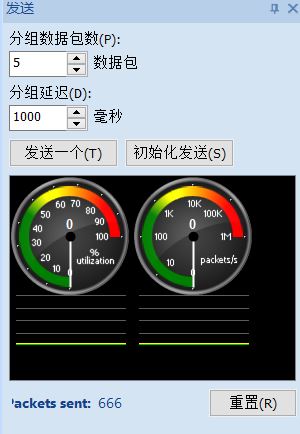 发送
分组数据包数(P):
5 数据包
分组延迟(D):
1000 毫秒
发送一个(T) 初始化发送(S)
0 10 20 30 40 50 60 70 80 90 100
0
%
utilization
0
0 10 100 1K 10K 100K 1M
0
packets/s
0
Packets sent: 666
重置(R)